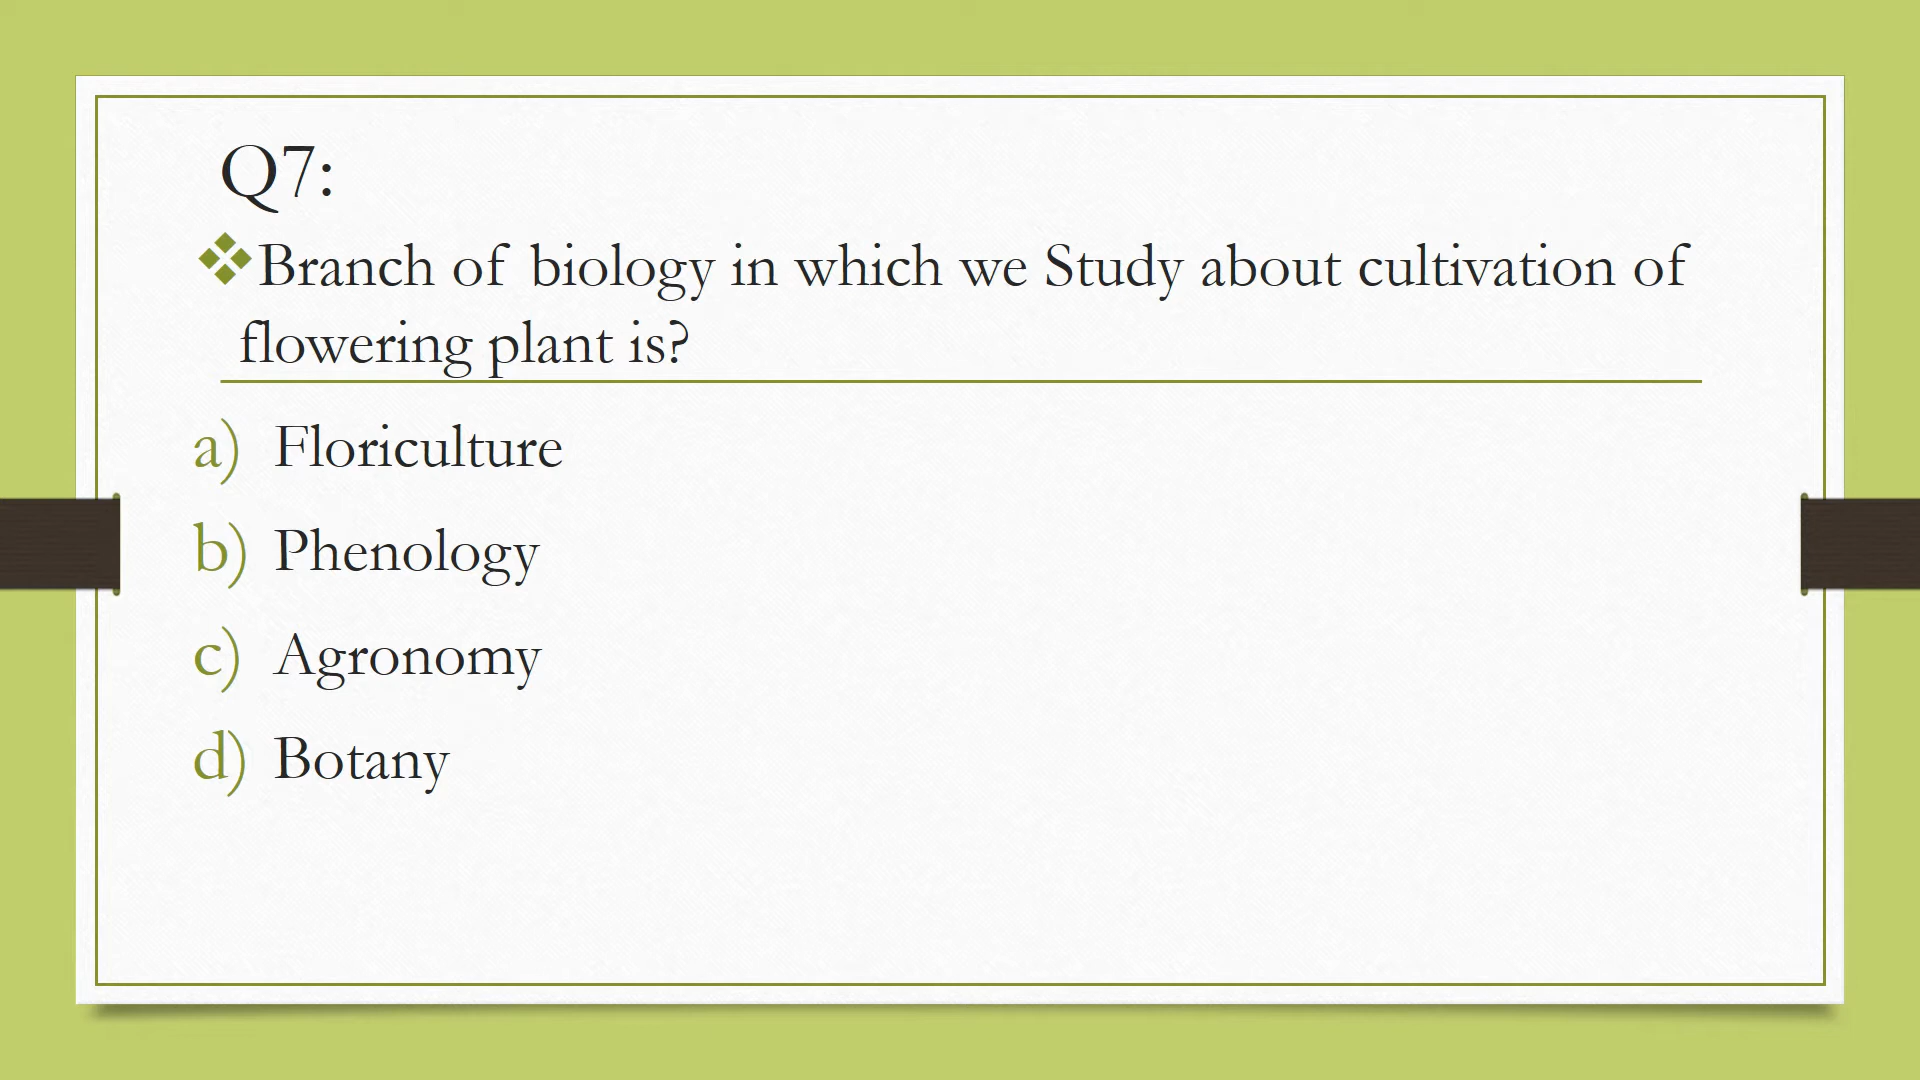 Q7:
Branch of biology in which we Study about cultivation of
flowering plant is?
a) Floriculture
b) Phenology
c) Agronomy
d) Botany